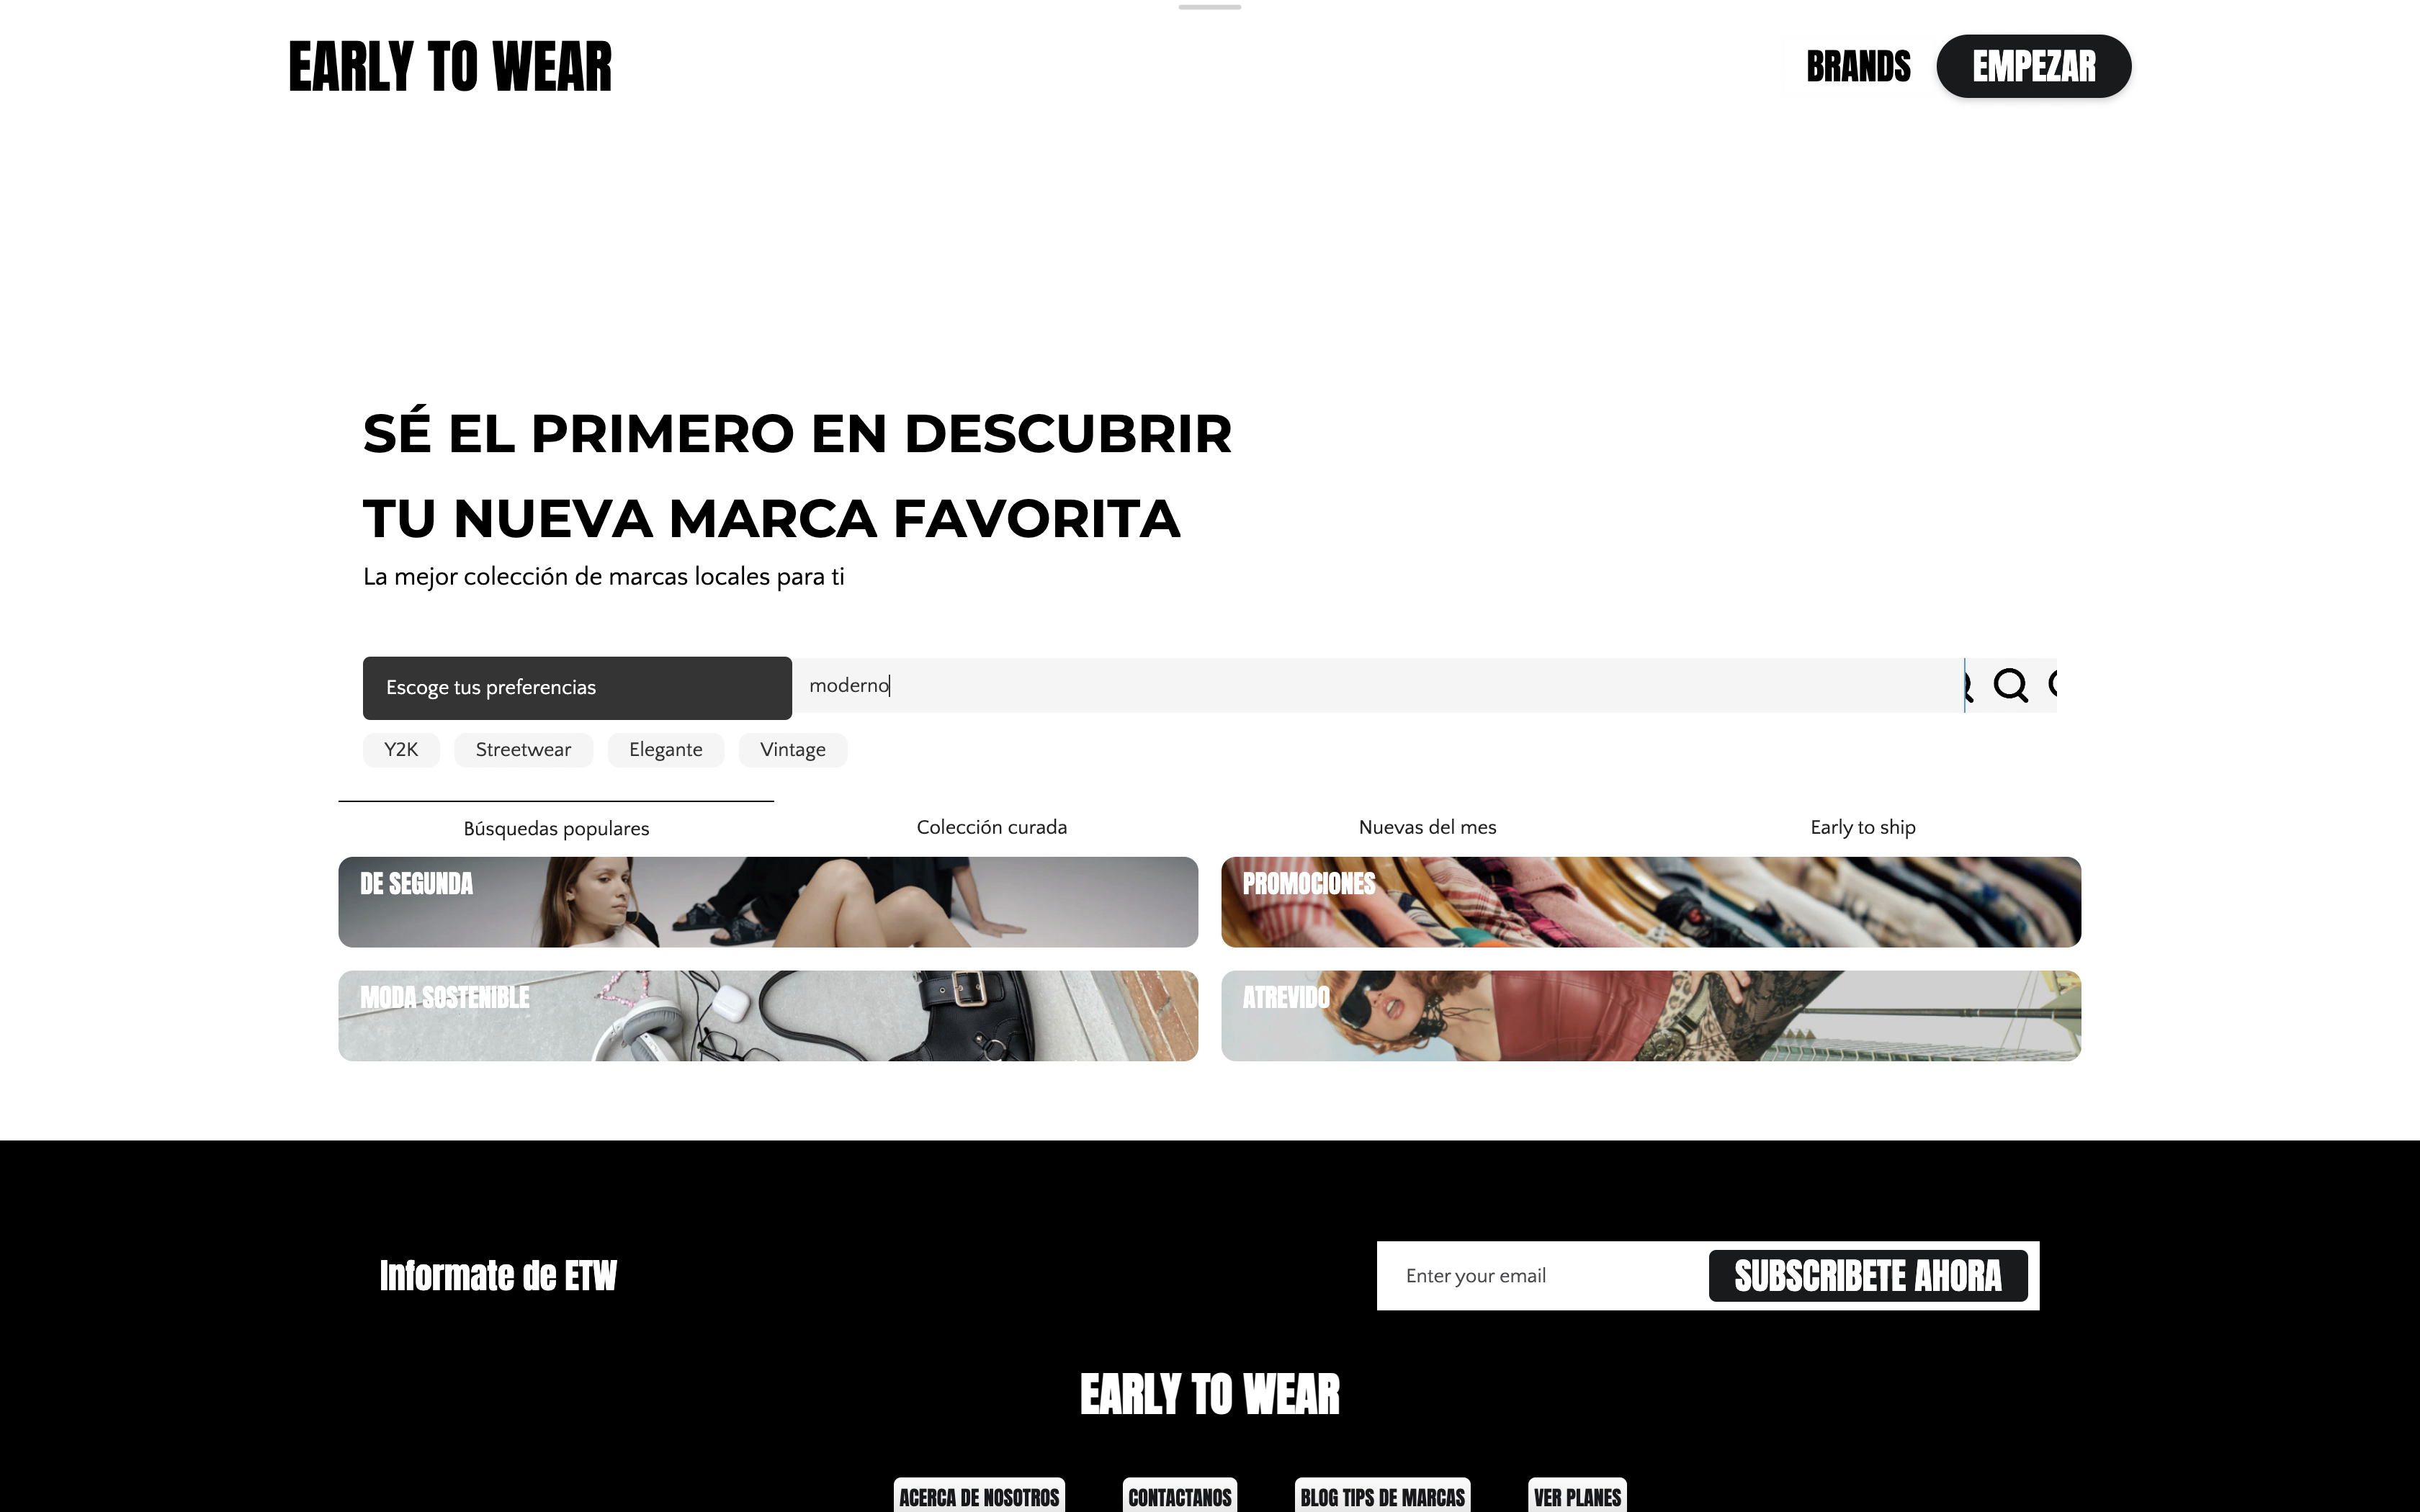 EARLY TO WEAR
BRANDS
EMPEZAR
SÉ EL PRIMERO EN DESCUBRIR
TU NUEVA MARCA FAVORITA
La mejor colección de marcas locales para ti
Escoge tus preferencias
moderno
Y2K
Streetwear
Elegante
Vintage
Búsquedas populares
Colección curada
Nuevas del mes
Early to ship
DE SEGUNDA
PROMOCIONES
MODA SOSTENIBLE
ATREVIDO
Informate de ETW
Enter your email
SUBSCRIBETE AHORA
EARLY TO WEAR
ACERCA DE NOSOTROS
CONTACTANOS
BLOG TIPS DE MARCAS
VER PLANES